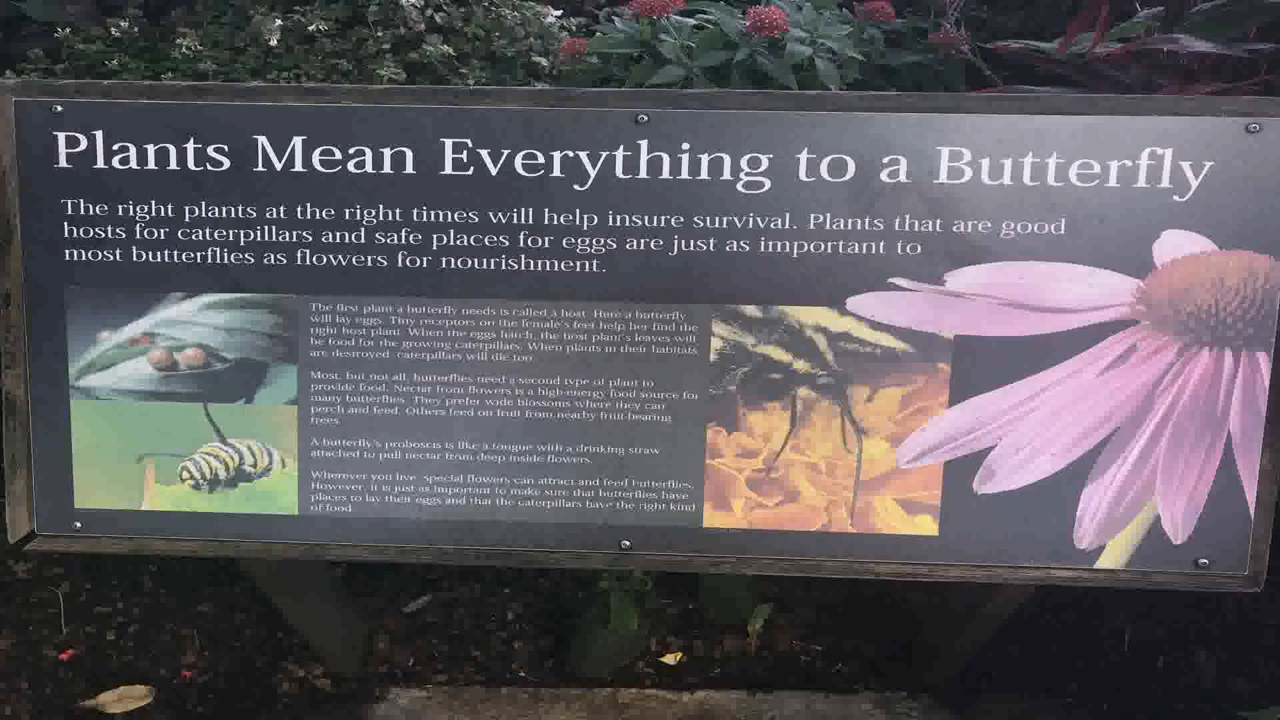 Plants Mean Everything to a Butterfly
The right plants at the right times will help insure survival. Plants that are good
hosts for caterpillars and safe places for eggs are just as important to
most butterflies as flowers for nourishment.
The first plant a butterfly needs is called a host. Here a butterfly
will lay eggs. Tiny receptors on the female's feet help her find the
right host plant. When the eggs hatch, the host plant's leaves will
be food for the growing caterpillars. When plants in their habitats
are destroyed, caterpillars will die too.
Most, but not all, butterflies need a second type of plant to
provide food. Nectar from flowers is a high-energy food source for
many butterflies. They prefer wide blossoms where they can
perch and feed. Others feed on fruit from nearby fruit-bearing
trees.
A butterfly's proboscis is like a tongue with a drinking straw
attached to pull nectar from deep inside flowers.
Wherever you live, special flowers can attract and feed butterflies.
However, it is just as important to make sure that butterflies have
places to lay their eggs and that the caterpillars have the right kind
of food.